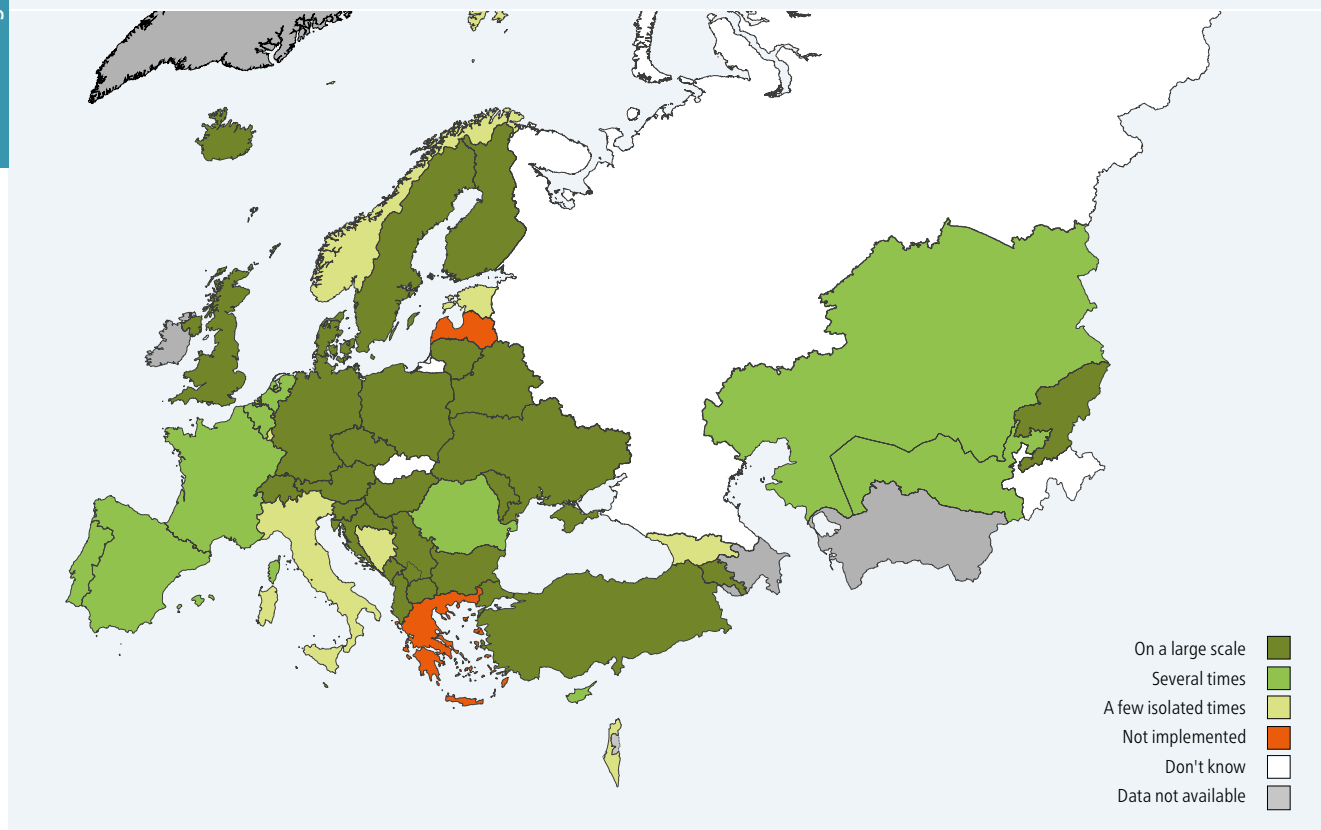 On a large scale
Several times
A few isolated times
Not implemented
Don't know
Data not available